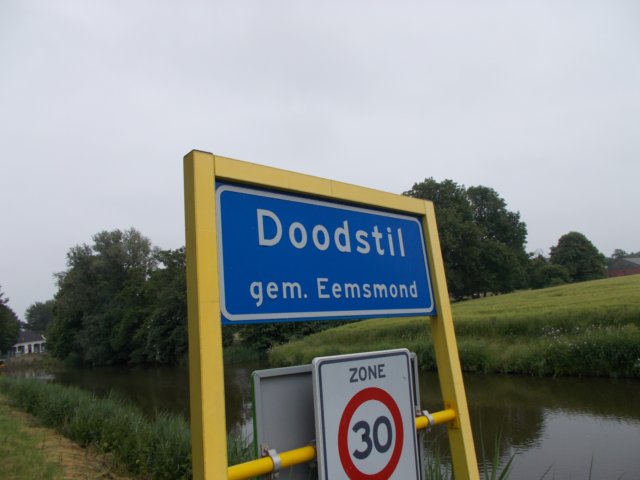 Doodstil
gem. Eemsmond
ZONE
30